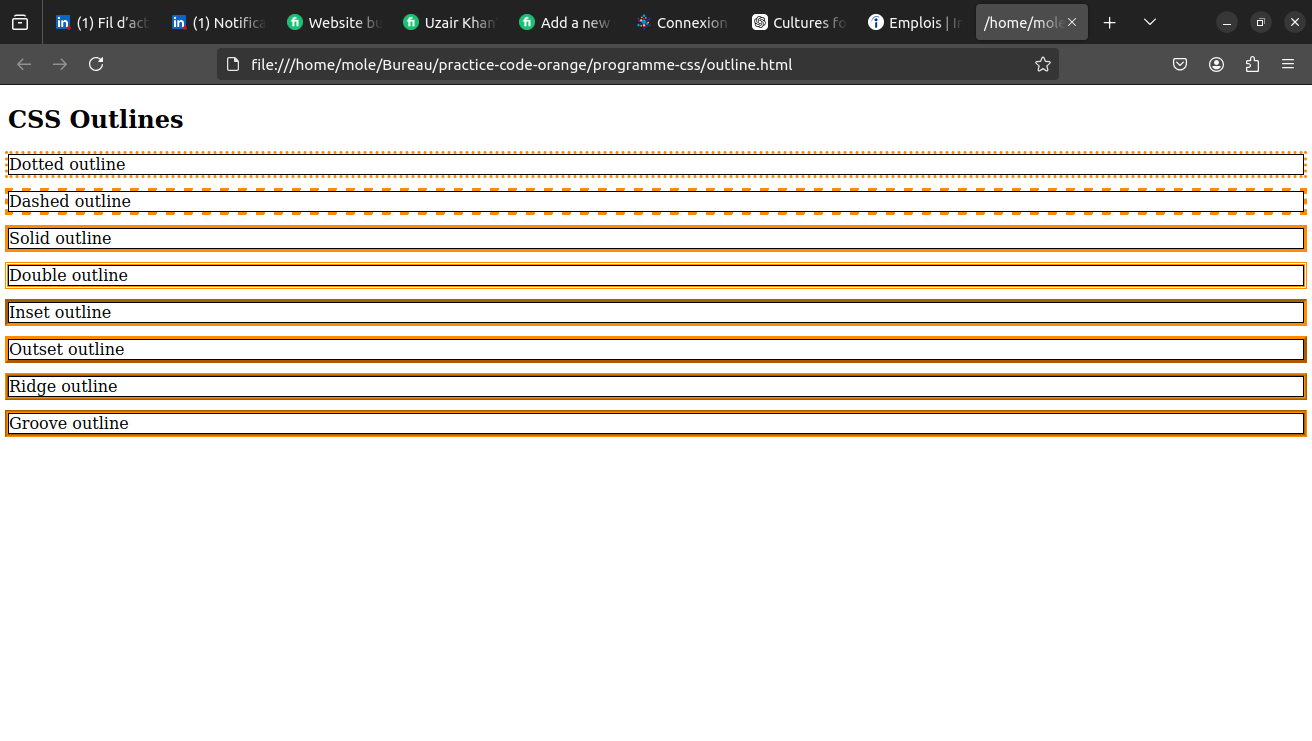 (1) Fil d'act
(1) Notifica
Website bu
Uzair Khan
Add a new
Connexion
Cultures fo
Emplois | In
/home/mole
file:///home/mole/Bureau/practice-code-orange/programme-css/outline.html
CSS Outlines
Dotted outline
Dashed outline
Solid outline
Double outline
Inset outline
Outset outline
Ridge outline
Groove outline